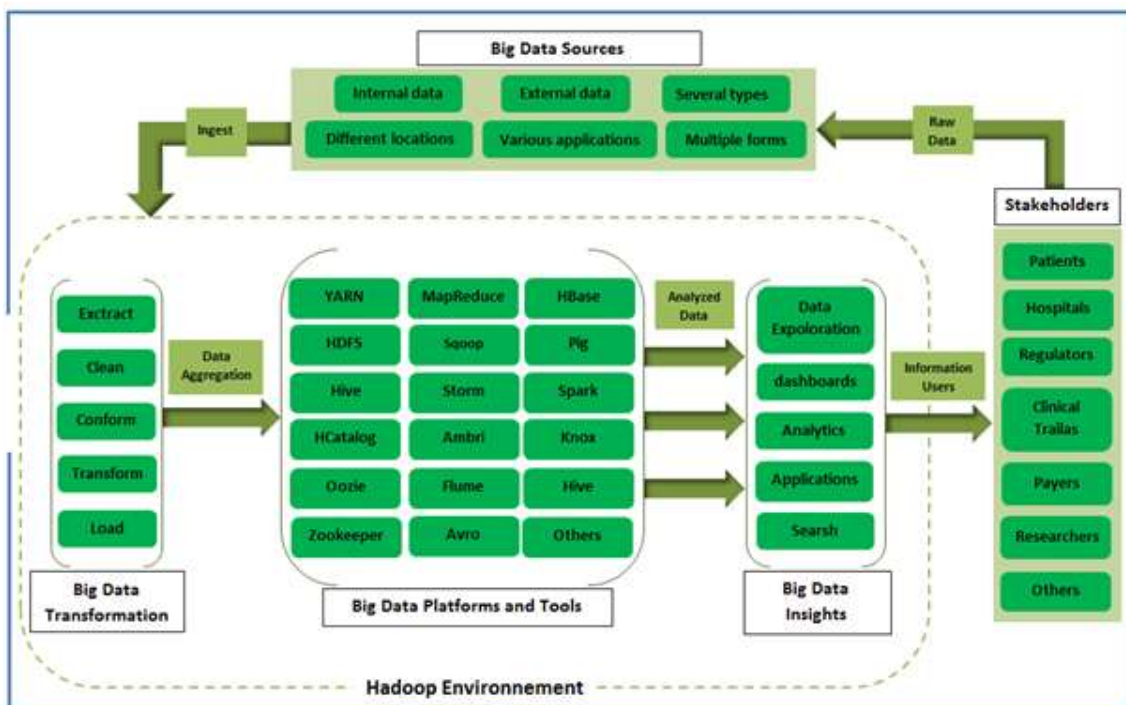 Big Data Sources
Internal data
External data
Several types
Different locations
Various applications
Multiple forms
Ingest
Raw
Data
Stakeholders
Patients
Hospitals
Regulators
Clinical
Trailas
Payers
Researchers
Others
Exctract
Clean
Conform
Transform
Load
Big Data
Transformation
Data
Aggregation
YARN
MapReduce
HBase
HDFS
Sqoop
Pig
Hive
Storm
Spark
HCatalog
Ambri
Knox
Oozie
Flume
Hive
Zookeeper
Avro
Others
Big Data Platforms and Tools
Analyzed
Data
Data
Expoloration
dashboards
Analytics
Applications
Searsh
Big Data
Insights
Information
Users
Hadoop Environnement